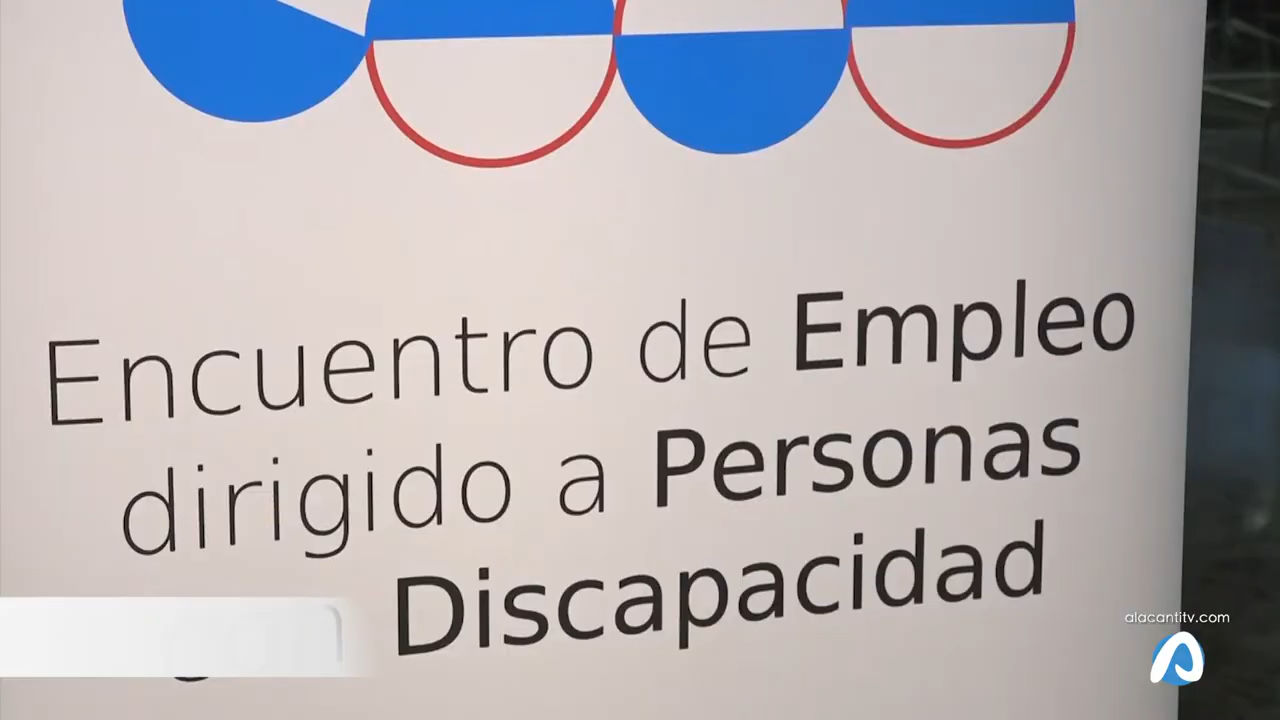 Encuentro de Empleo
dirigido a Personas
Discapacidad
alacantitv.com